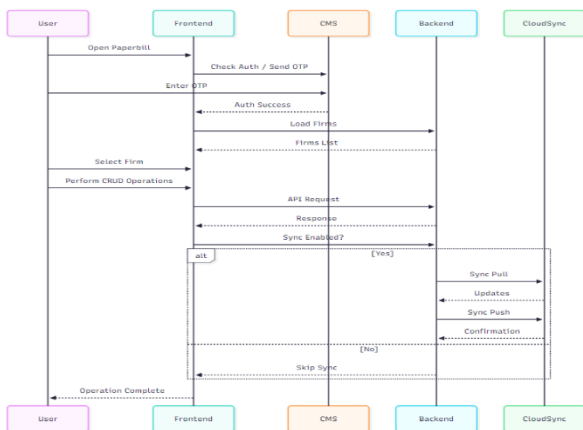 User Frontend CMS Backend CloudSync
Open Paperbill
Check Auth / Send OTP
Enter OTP
Auth Success
Load Firms
Firms List
Select Firm
Perform CRUD Operations
API Request
Response
Sync Enabled?
alt [Yes]
Sync Pull
Updates
Sync Push
Confirmation
[No]
Skip Sync
Operation Complete
User Frontend CMS Backend CloudSync